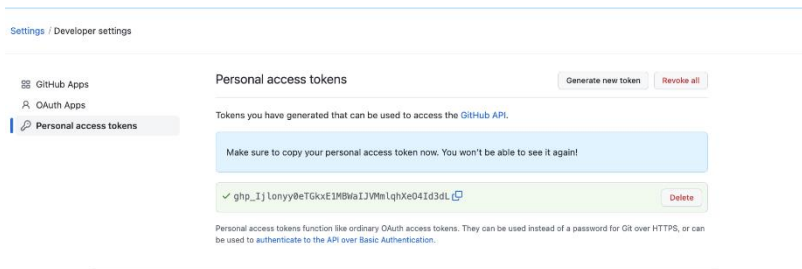 Settings / Developer settings
GitHub Apps
OAuth Apps
Personal access tokens
Personal access tokens
Generate new token
Revoke all
Tokens you have generated that can be used to access the GitHub API.
Make sure to copy your personal access token now. You won't be able to see it again!
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
Delete
Personal access tokens function like ordinary OAuth access tokens. They can be used instead of a password for Git over HTTPS, or can
be used to authenticate to the API over Basic Authentication.